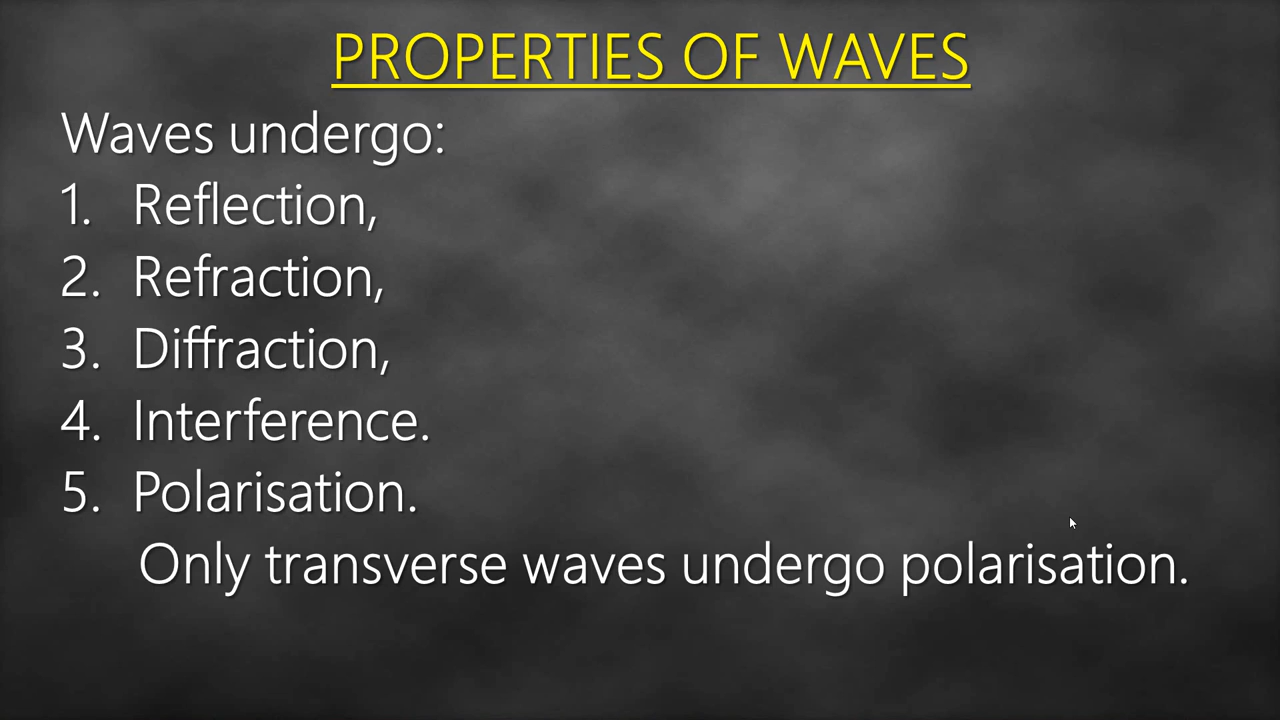 PROPERTIES OF WAVES
Waves undergo:
1. Reflection,
2. Refraction,
3. Diffraction,
4. Interference.
5. Polarisation.
Only transverse waves undergo polarisation.